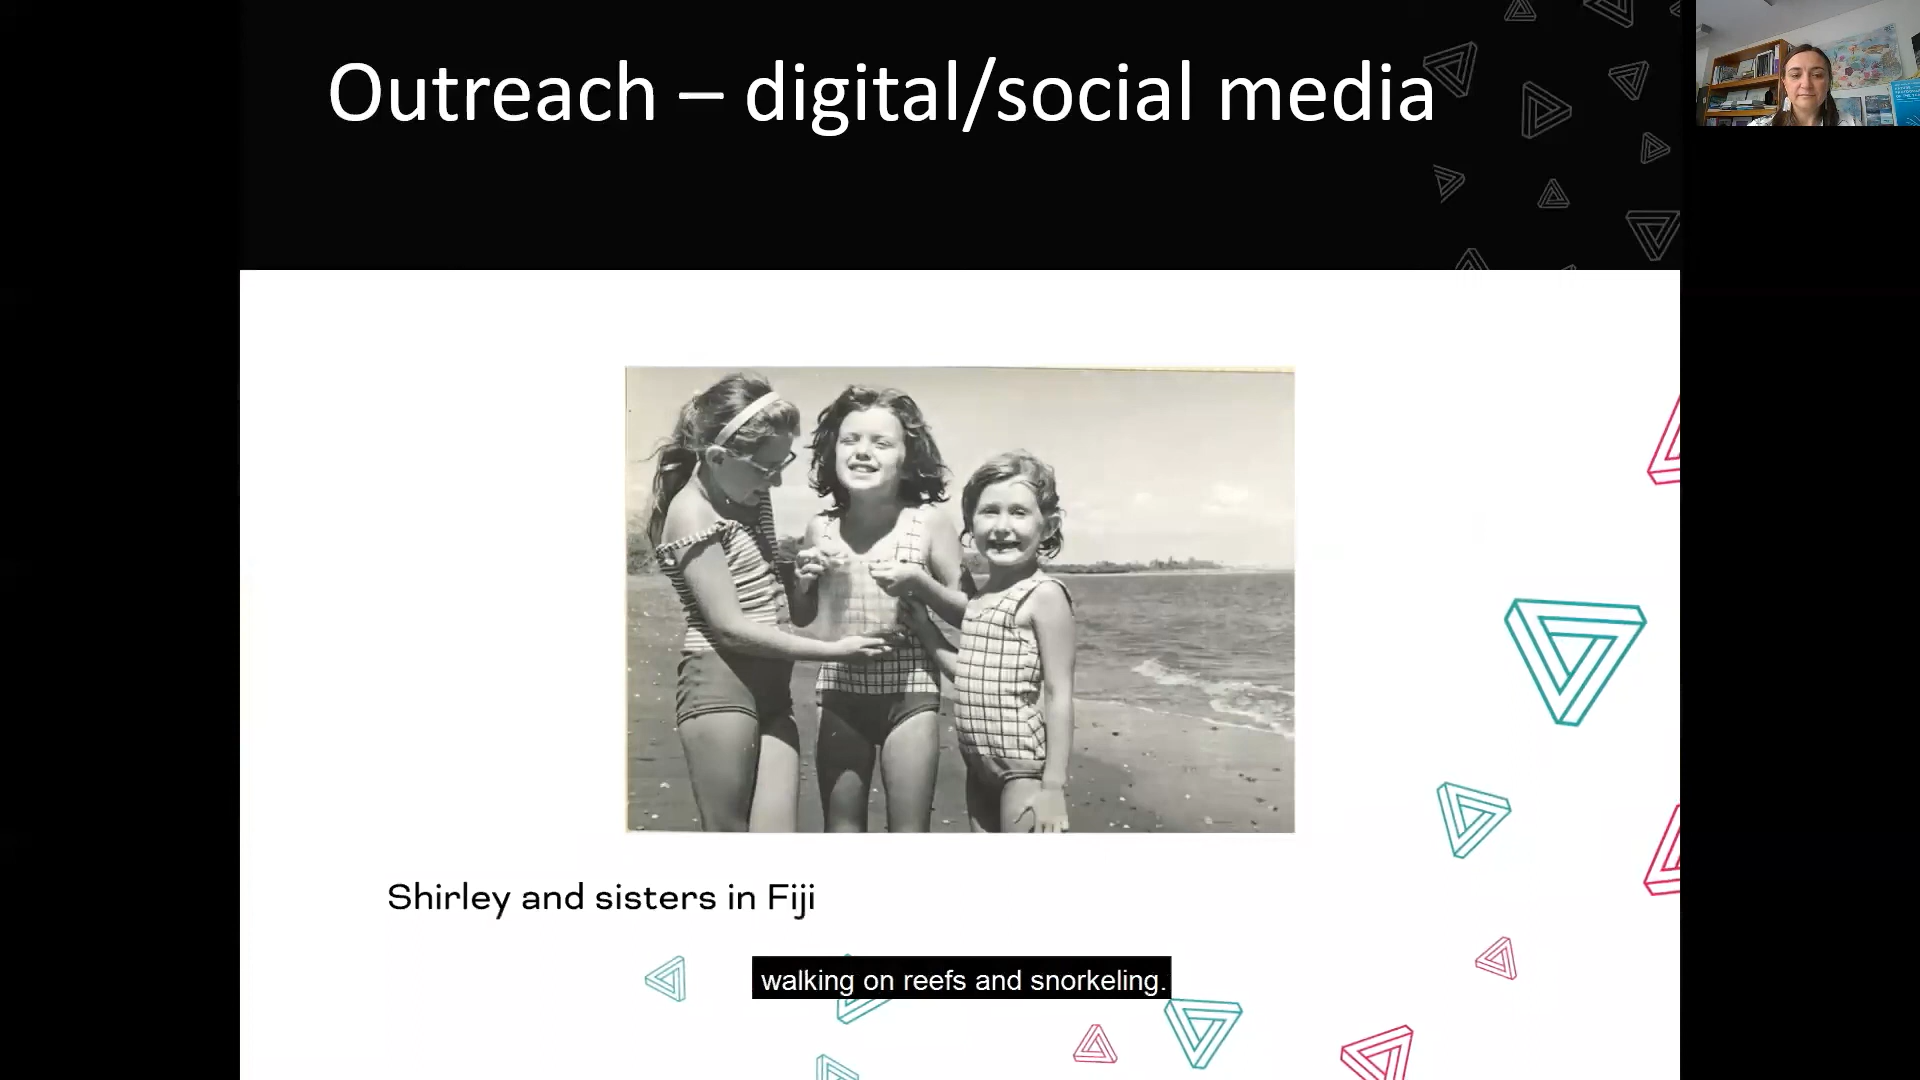 Outreach – digital/social media
Shirley and sisters in Fiji
walking on reefs and snorkeling.